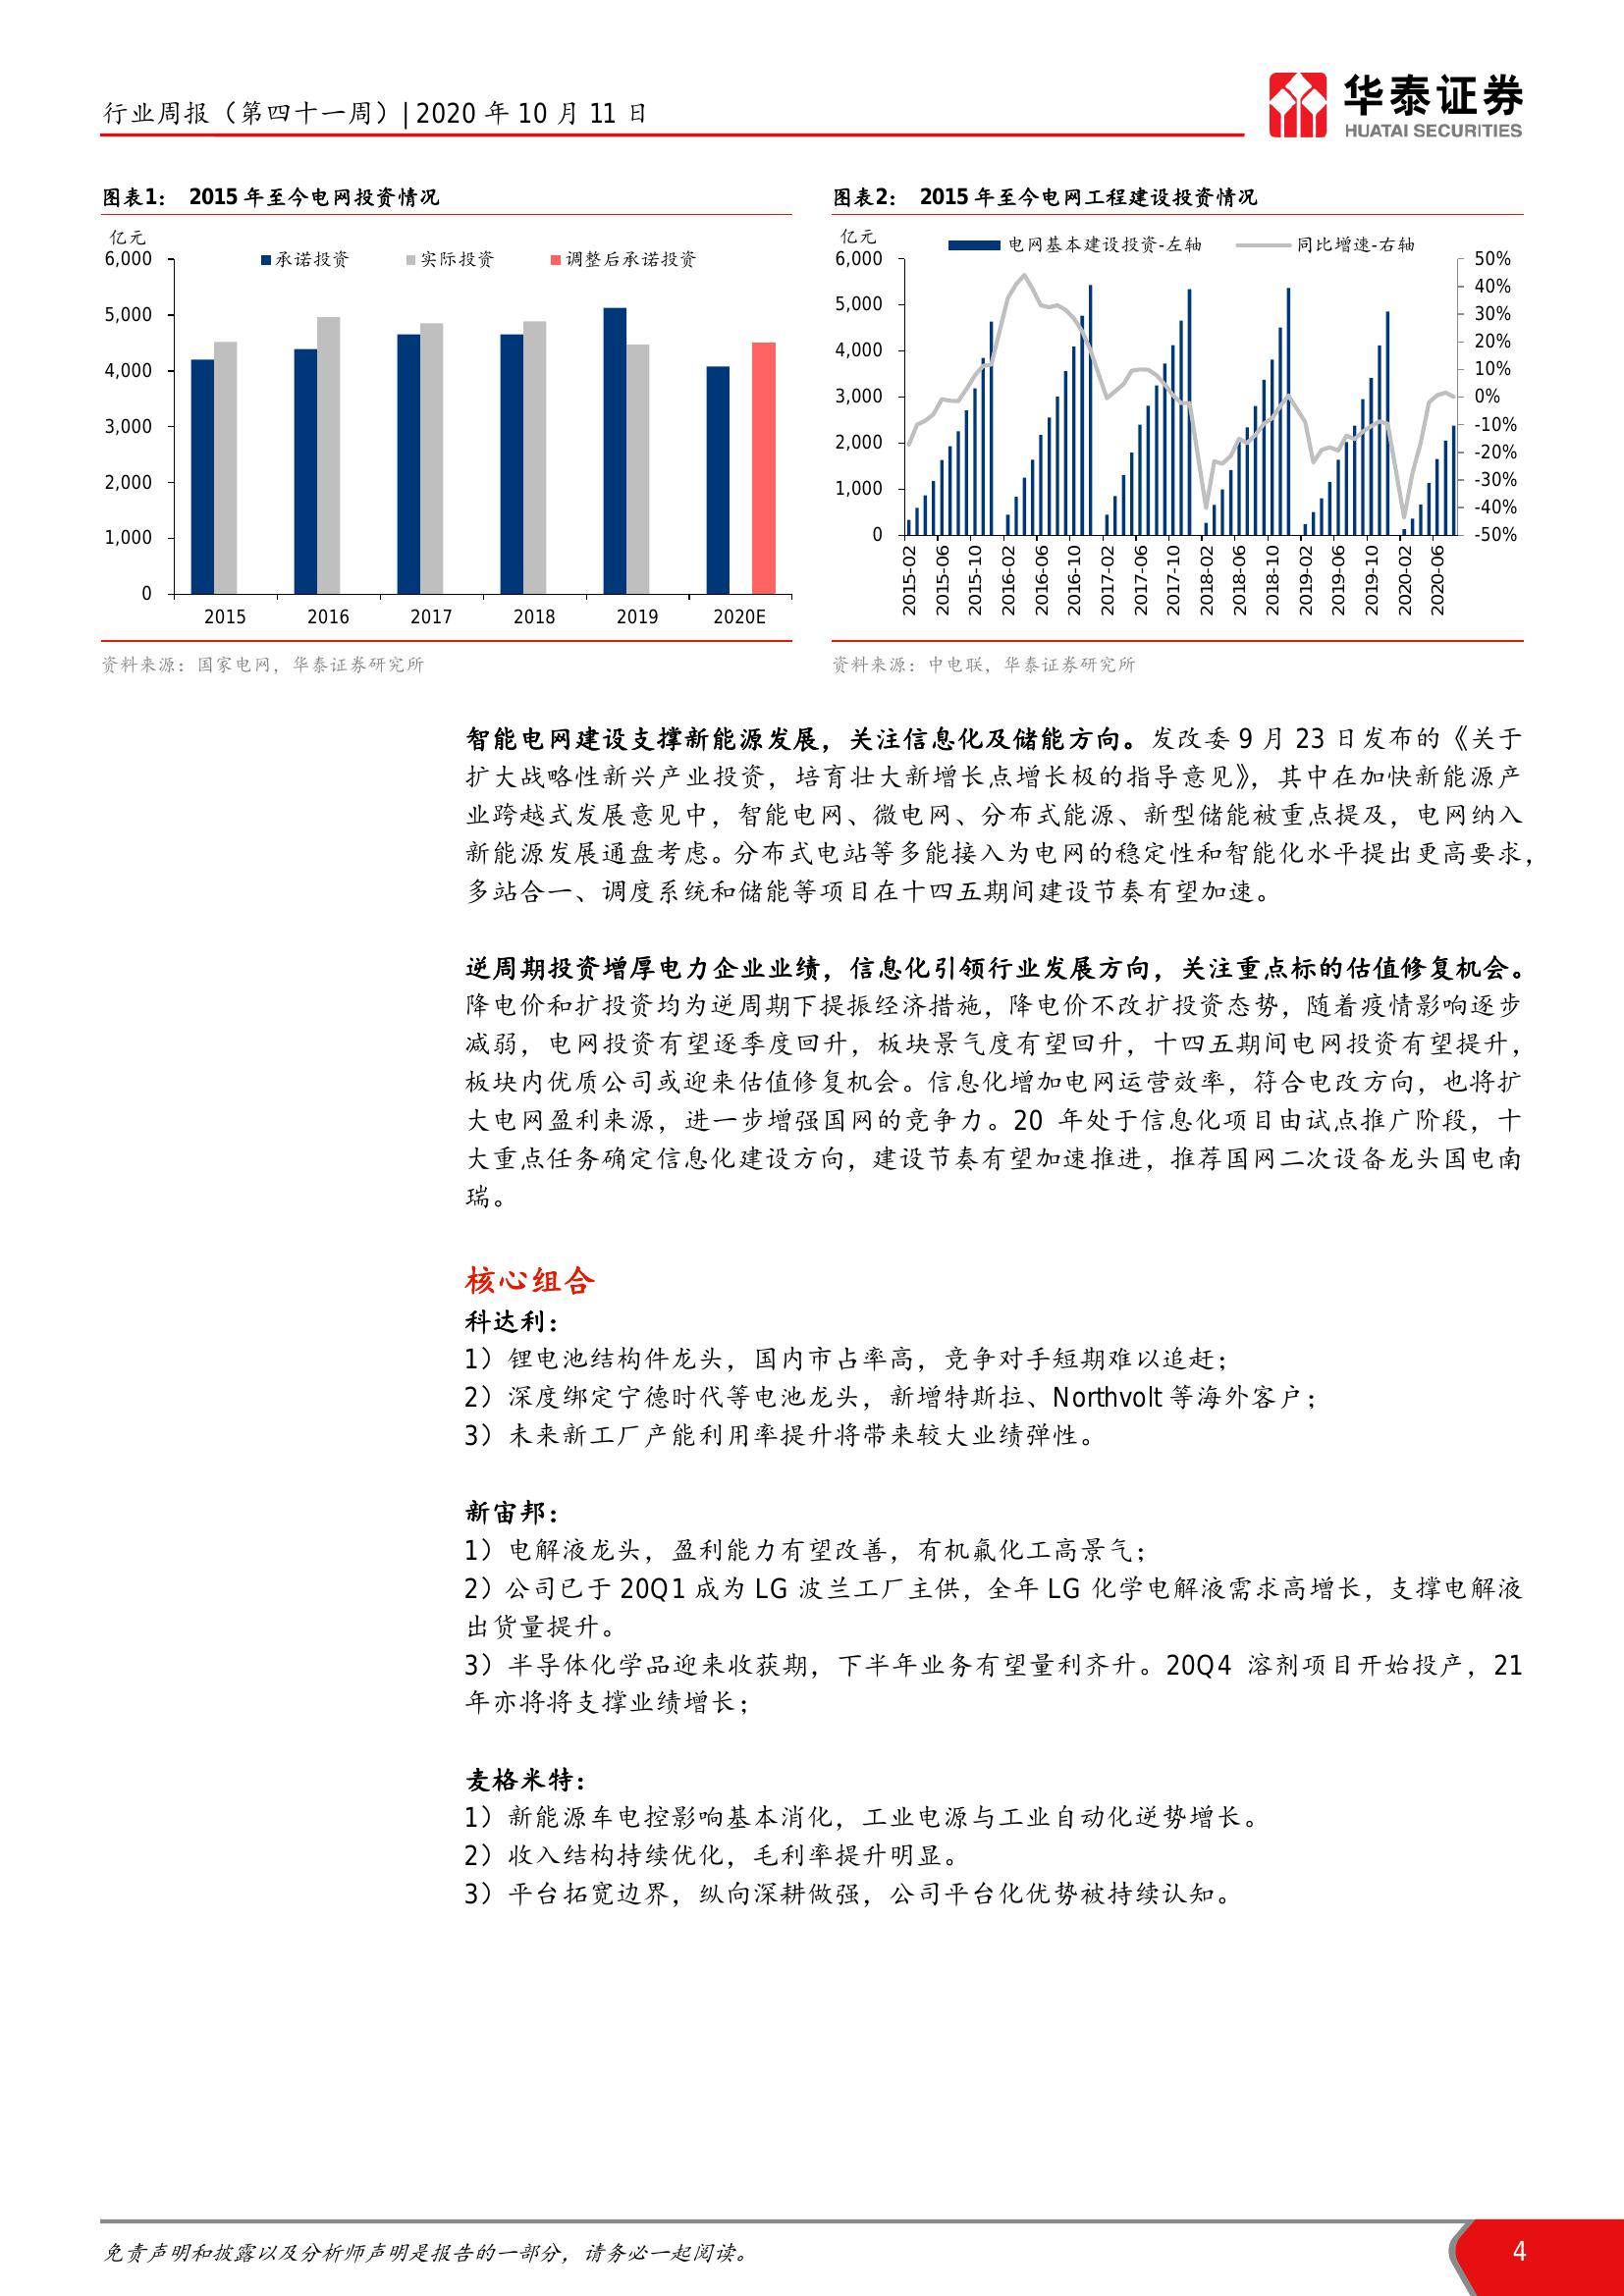 行业周报（第四十一周）| 2020 年 10 月 11 日
华泰证券
HUATAI SECURITIES
图表1： 2015 年至今电网投资情况
亿元
承诺投资 实际投资 调整后承诺投资
6,000
5,000
4,000
3,000
2,000
1,000
0
2015 2016 2017 2018 2019 2020E
资料来源：国家电网，华泰证券研究所
图表2： 2015 年至今电网工程建设投资情况
亿元
电网基本建设投资-左轴 同比增速-右轴
6,000
5,000
4,000
3,000
2,000
1,000
0
50%
40%
30%
20%
10%
0%
-10%
-20%
-30%
-40%
-50%
2015-02 2015-06 2015-10 2016-02 2016-06 2016-10 2017-02 2017-06 2017-10 2018-02 2018-06 2018-10 2019-02 2019-06 2019-10 2020-02 2020-06
资料来源：中电联，华泰证券研究所
智能电网建设支撑新能源发展，关注信息化及储能方向。发改委 9 月 23 日发布的《关于
扩大战略性新兴产业投资，培育壮大新增长点增长极的指导意见》，其中在加快新能源产
业跨越式发展意见中，智能电网、微电网、分布式能源、新型储能被重点提及，电网纳入
新能源发展通盘考虑。分布式电站等多能接入为电网的稳定性和智能化水平提出更高要求，
多站合一、调度系统和储能等项目在十四五期间建设节奏有望加速。
逆周期投资增厚电力企业业绩，信息化引领行业发展方向，关注重点标的估值修复机会。
降电价和扩投资均为逆周期下提振经济措施，降电价不改扩投资态势，随着疫情影响逐步
减弱，电网投资有望逐季度回升，板块景气度有望回升，十四五期间电网投资有望提升，
板块内优质公司或迎来估值修复机会。信息化增加电网运营效率，符合电改方向，也将扩
大电网盈利来源，进一步增强国网的竞争力。20 年处于信息化项目由试点推广阶段，十
大重点任务确定信息化建设方向，建设节奏有望加速推进，推荐国网二次设备龙头国电南
瑞。
核心组合
科达利：
1）锂电池结构件龙头，国内市占率高，竞争对手短期难以追赶；
2）深度绑定宁德时代等电池龙头，新增特斯拉、Northvolt 等海外客户；
3）未来新工厂产能利用率提升将带来较大业绩弹性。
新宙邦：
1）电解液龙头，盈利能力有望改善，有机氟化工高景气；
2）公司已于 20Q1 成为 LG 波兰工厂主供，全年 LG 化学电解液需求高增长，支撑电解液
出货量提升。
3）半导体化学品迎来收获期，下半年业务有望量利齐升。20Q4 溶剂项目开始投产，21
年亦将将支撑业绩增长；
麦格米特：
1）新能源车电控影响基本消化，工业电源与工业自动化逆势增长。
2）收入结构持续优化，毛利率提升明显。
3）平台拓宽边界，纵向深耕做强，公司平台化优势被持续认知。
免责声明和披露以及分析师声明是报告的一部分，请务必一起阅读。
4